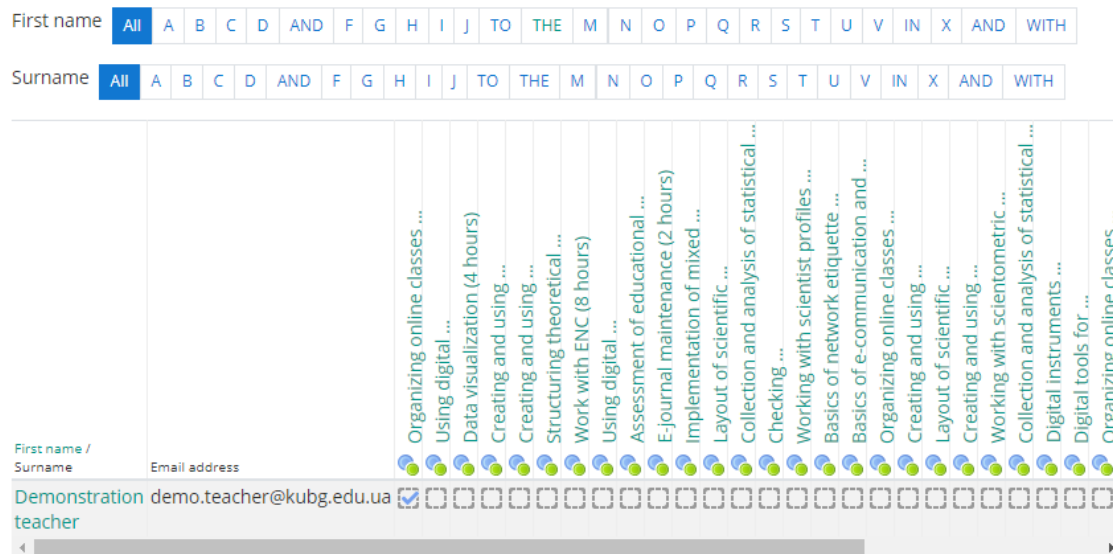 First name All A B C D AND F G H I J TO THE M N O P Q R S T U V IN X AND WITH
Surname All A B C D AND F G H I J TO THE M N O P Q R S T U V IN X AND WITH
First name / Surname
Email address
Organizing online classes ...
Using digital ...
Data visualization (4 hours)
Creating and using ...
Creating and using ...
Structuring theoretical ...
Work with ENC (8 hours)
Using digital ...
Assessment of educational ...
E-journal maintenance (2 hours)
Implementation of mixed ...
Layout of scientific ...
Collection and analysis of statistical ...
Checking ...
Working with scientist profiles ...
Basics of network etiquette ...
Basics of e-communication and ...
Organizing online classes ...
Creating and using ...
Layout of scientific ...
Creating and using ...
Working with scientometric ...
Collection and analysis of statistical ...
Digital instruments ...
Digital tools for ...
Organizing online classes
Demonstration teacher
demo.teacher@kubg.edu.ua